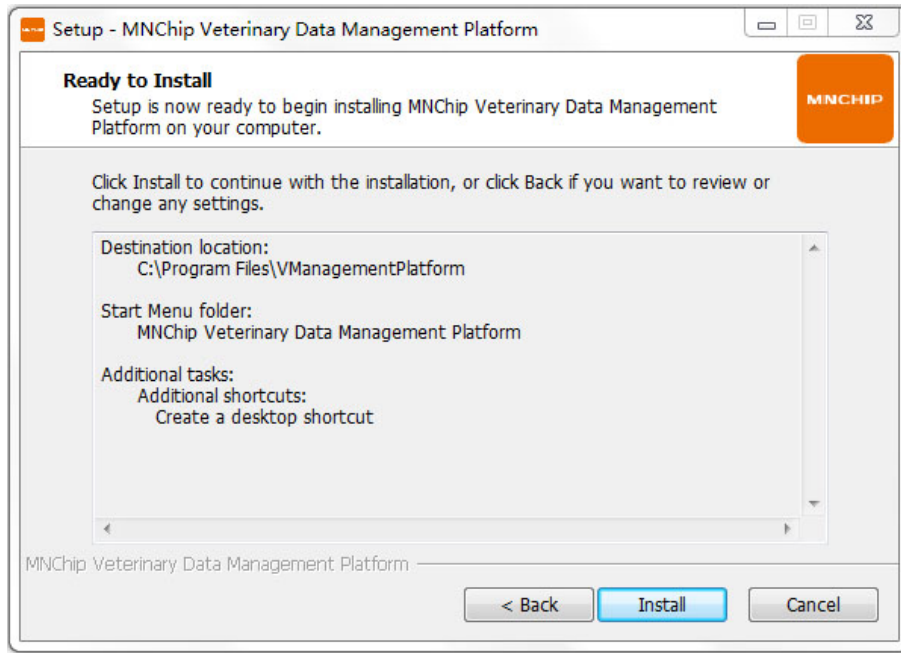 Setup - MNChip Veterinary Data Management Platform
Ready to Install
Setup is now ready to begin installing MNChip Veterinary Data Management
Platform on your computer.
MNCHIP
Click Install to continue with the installation, or click Back if you want to review or
change any settings.
Destination location:
C:\Program Files\VManagementPlatform
Start Menu folder:
MNChip Veterinary Data Management Platform
Additional tasks:
Additional shortcuts:
Create a desktop shortcut
MNChip Veterinary Data Management Platform
< Back
Install
Cancel